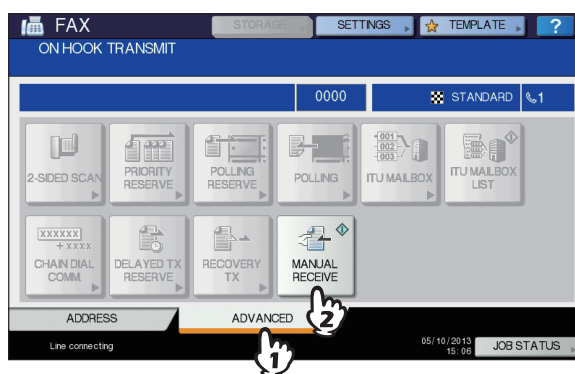 FAX
STORAGE
SETTINGS
TEMPLATE
?
ON HOOK TRANSMIT
0000
STANDARD
1
2-SIDED SCAN
PRIORITY
RESERVE
POLLING
RESERVE
POLLING
001
002
003
ITU MAILBOX
ITU MAILBOX
LIST
XXXXXX
+xxxx
CHAIN DIAL
COMM.
DELAYED TX
RESERVE
RECOVERY
TX
MANUAL
RECEIVE
2
ADDRESS
ADVANCED
1
Line connecting
05/10/2013
15:06
JOB STATUS